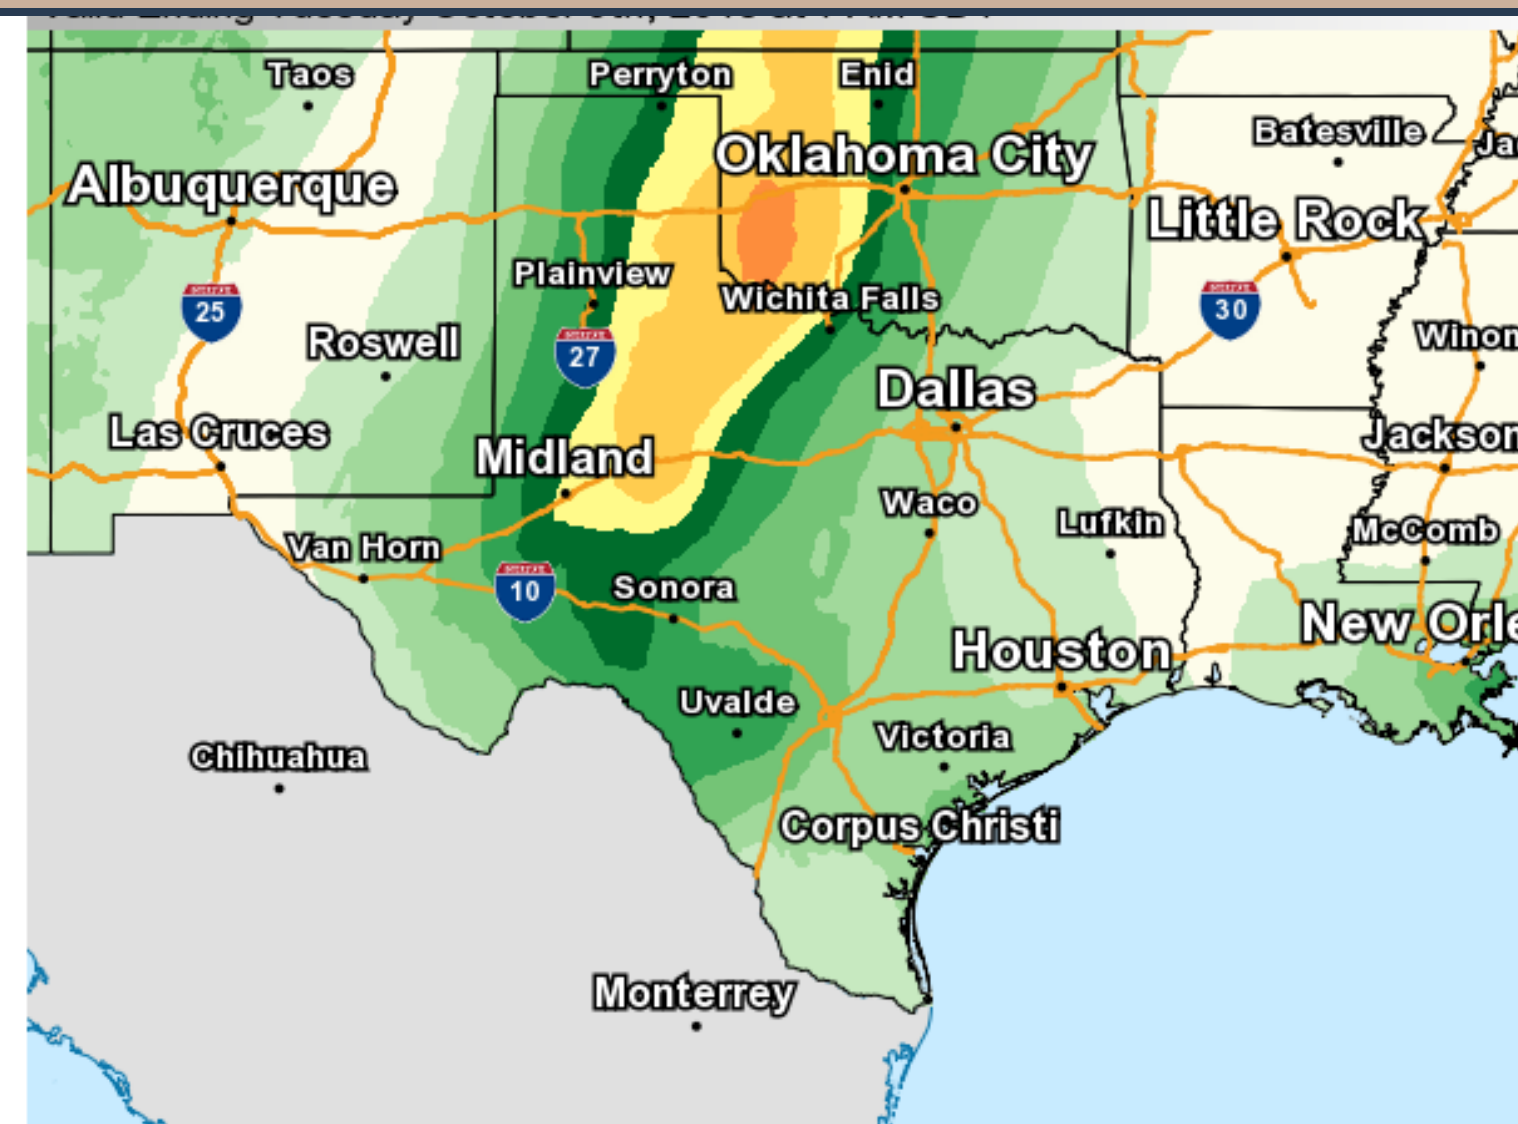 Taos
Perryton
Enid
Batesville
Oklahoma City
Albuquerque
Little Rock
Plainview
Wichita Falls
25
30
Roswell
27
Dallas
Las Cruces
Jackson
Midland
Waco
Lufkin
McComb
Van Horn
10
Sonora
New Orle
Houston
Uvalde
Victoria
Chihuahua
Corpus Christi
Monterrey